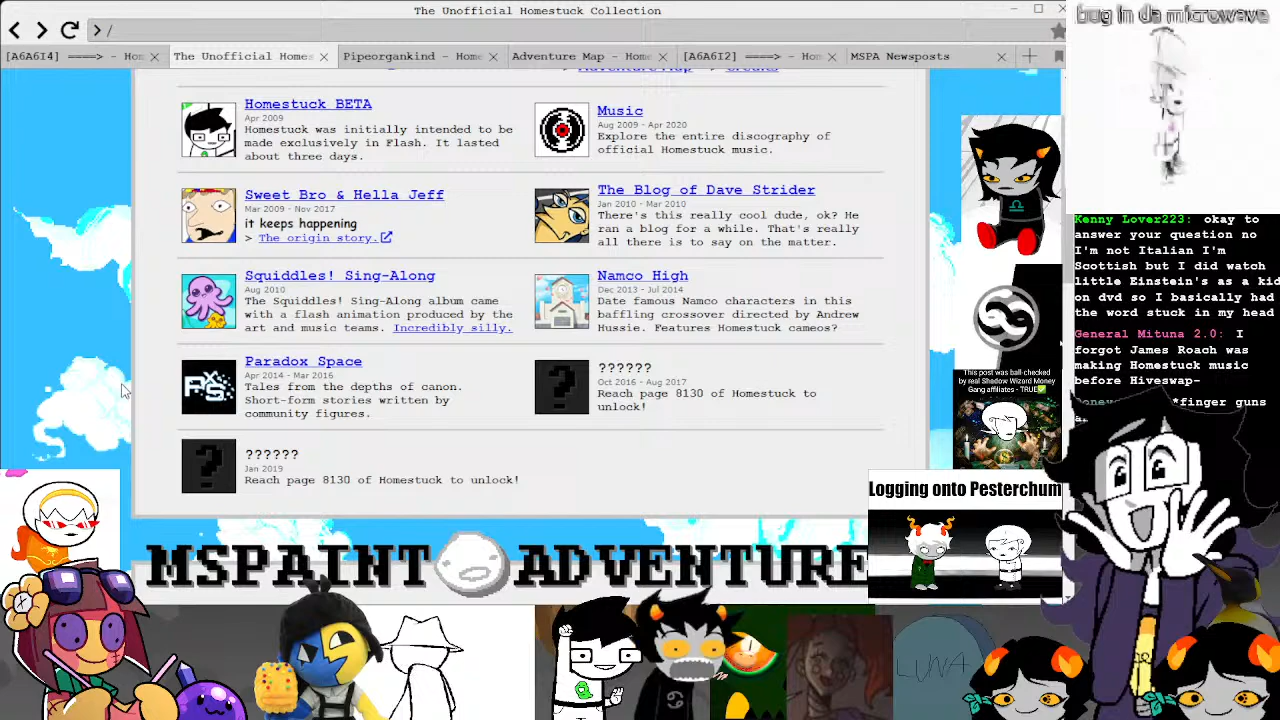 The Unofficial Homestuck Collection
bug in da microwave
/
[A6A6I4] ====> - Hom
The Unofficial Homes
Pipeorgankind - Home
Adventure Map - Home
[A6A6I2] ====> - Hom
MSPA Newsposts
Adventure Map
Credits
Homestuck BETA
Apr 2009
Homestuck was initially intended to be
made exclusively in Flash. It lasted
about three days.
Music
Aug 2009 - Apr 2020
Explore the entire discography of
official Homestuck music.
Sweet Bro & Hella Jeff
Mar 2009 - Nov 2017
it keeps happening
> The origin story.
The Blog of Dave Strider
Jan 2010 - Mar 2010
There's this really cool dude, ok? He
ran a blog for a while. That's really
all there is to say on the matter.
Squiddles! Sing-Along
Aug 2010
The Squiddles! Sing-Along album came
with a flash animation produced by the
art and music teams. Incredibly silly.
Namco High
Dec 2013 - Jul 2014
Date famous Namco characters in this
baffling crossover directed by Andrew
Hussie. Features Homestuck cameos?
Paradox Space
Apr 2014 - Mar 2016
Tales from the depths of canon.
Short-form stories written by
community figures.
PXS
??????
Oct 2016 - Aug 2017
Reach page 8130 of Homestuck to
unlock!
??????
Jan 2019
Reach page 8130 of Homestuck to unlock!
MSPAINT ADVENTURE
Kenny Lover223: okay to
answer your question no
I'm not Italian I'm
Scottish but I did watch
little Einstein's as a kid
on dvd so I basically had
the word stuck in my head
General Mituna 2.0: I
forgot James Roach was
making Homestuck music
before Hiveswap-
*finger guns
This post was ball-checked
by real Shadow Wizard Money
Gang affiliates - TRUE✅
Logging onto Pesterchum
LUNA